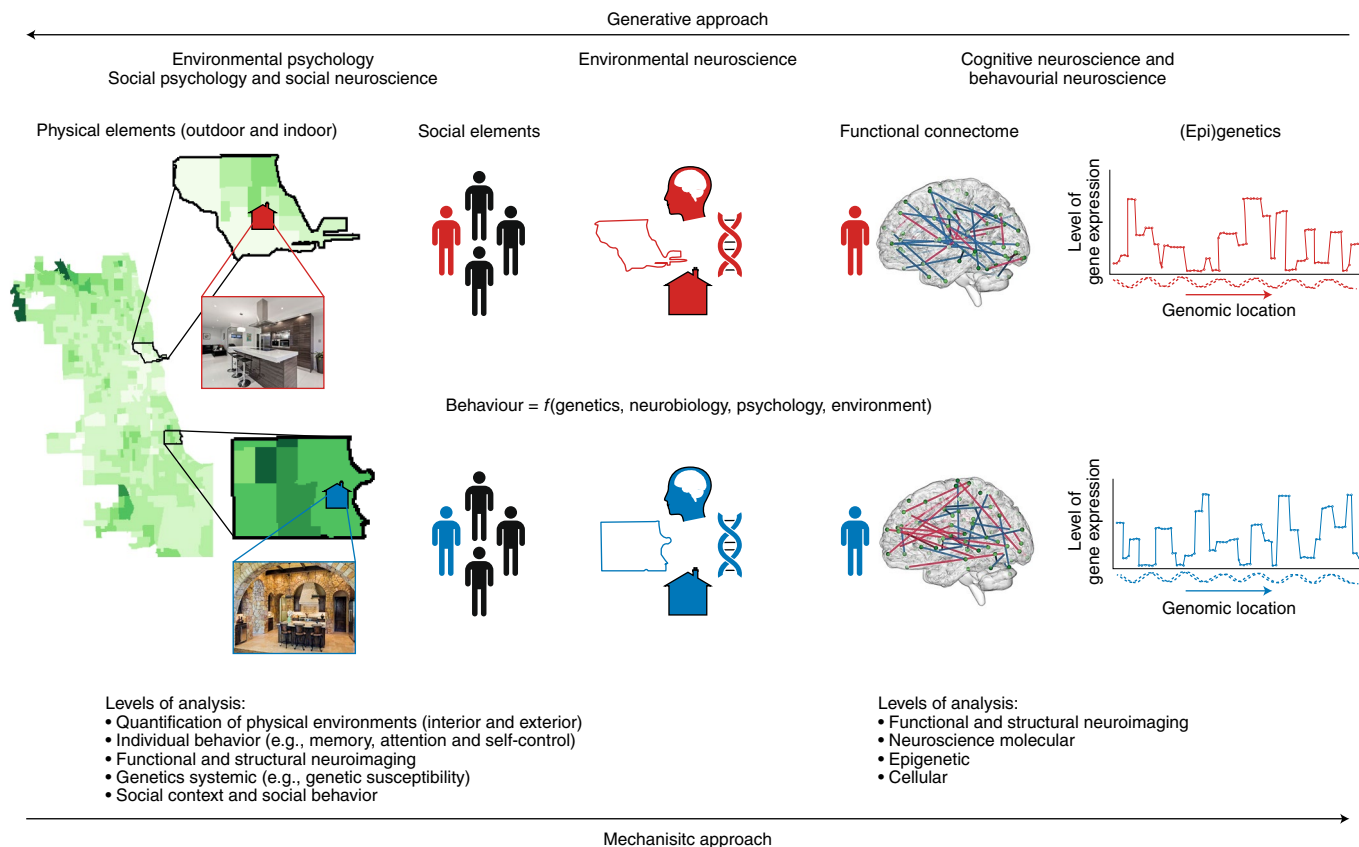 Generative approach
Environmental psychology
Social psychology and social neuroscience
Environmental neuroscience
Cognitive neuroscience and
behavourial neuroscience
Physical elements (outdoor and indoor)
Social elements
Functional connectome
(Epi)genetics
Level of
gene expression
Genomic location
Behaviour = f(genetics, neurobiology, psychology, environment)
Level of
gene expression
Genomic location
Levels of analysis:
• Quantification of physical environments (interior and exterior)
• Individual behavior (e.g., memory, attention and self-control)
• Functional and structural neuroimaging
• Genetics systemic (e.g., genetic susceptibility)
• Social context and social behavior
Levels of analysis:
• Functional and structural neuroimaging
• Neuroscience molecular
• Epigenetic
• Cellular
Mechanisitc approach